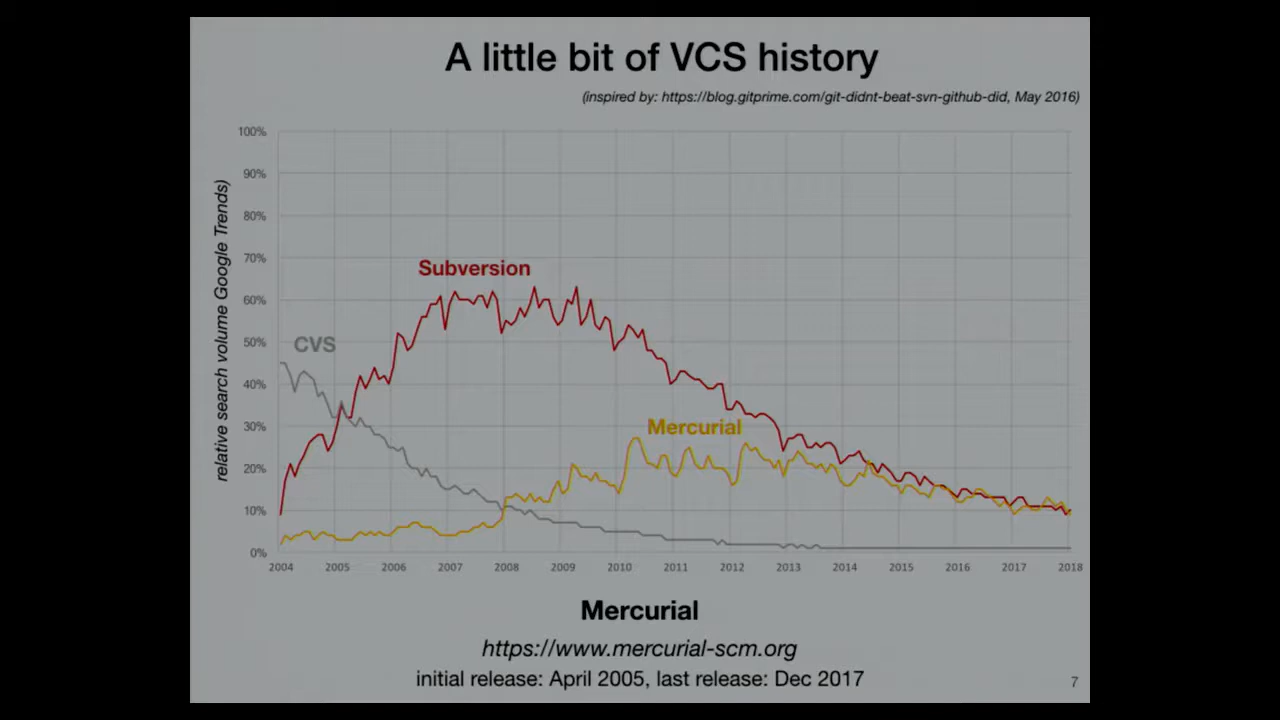 A little bit of VCS history
(inspired by: https://blog.gitprime.com/git-didnt-beat-svn-github-did, May 2016)
relative search volume Google Trends)
100%
90%
80%
70%
60%
50%
40%
30%
20%
10%
0%
Subversion
CVS
Mercurial
2004 2005 2006 2007 2008 2009 2010 2011 2012 2013 2014 2015 2016 2017 2018
Mercurial
https://www.mercurial-scm.org
initial release: April 2005, last release: Dec 2017
7